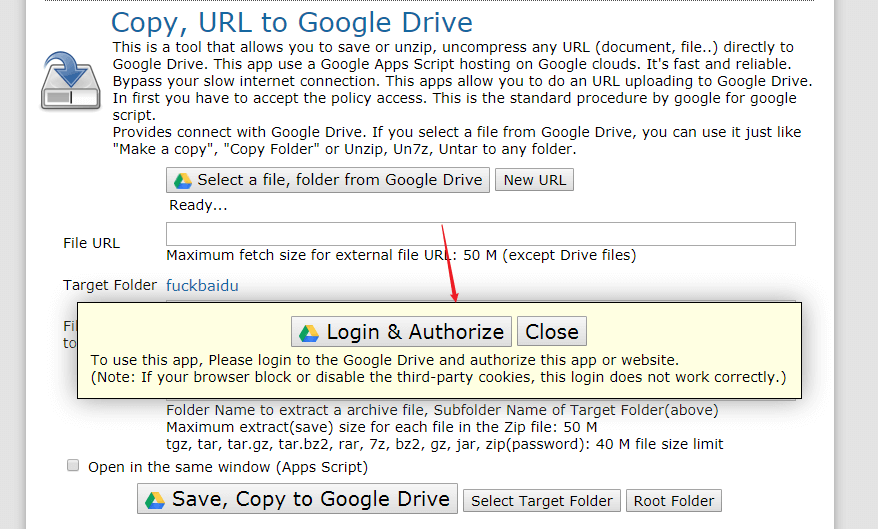 Copy, URL to Google Drive
This is a tool that allows you to save or unzip, uncompress any URL (document, file..) directly to
Google Drive. This app use a Google Apps Script hosting on Google clouds. It's fast and reliable.
Bypass your slow internet connection. This apps allow you to do an URL uploading to Google Drive.
In first you have to accept the policy access. This is the standard procedure by google for google
script.
Provides connect with Google Drive. If you select a file from Google Drive, you can use it just like
"Make a copy", "Copy Folder" or Unzip, Un7z, Untar to any folder.
Select a file, folder from Google Drive New URL
Ready...
File URL
Maximum fetch size for external file URL: 50 M (except Drive files)
Target Folder fuckbaidu
Login & Authorize Close
To use this app, Please login to the Google Drive and authorize this app or website.
(Note: If your browser block or disable the third-party cookies, this login does not work correctly.)
to
Folder Name to extract a archive file, Subfolder Name of Target Folder(above)
Maximum extract(save) size for each file in the Zip file: 50 M
tgz, tar, tar.gz, tar.bz2, rar, 7z, bz2, gz, jar, zip(password): 40 M file size limit
Open in the same window (Apps Script)
Save, Copy to Google Drive Select Target Folder Root Folder